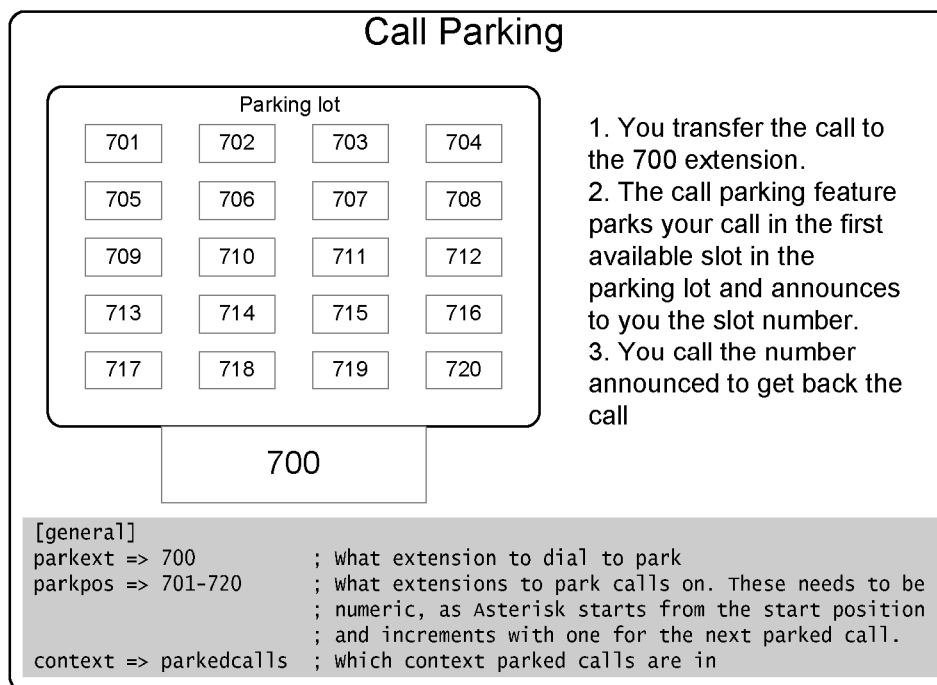 Call Parking
Parking lot
701 702 703 704
705 706 707 708
709 710 711 712
713 714 715 716
717 718 719 720
700
1. You transfer the call to
the 700 extension.
2. The call parking feature
parks your call in the first
available slot in the
parking lot and announces
to you the slot number.
3. You call the number
announced to get back the
call
[general]
parkext => 700 ; What extension to dial to park
parkpos => 701-720 ; What extensions to park calls on. These needs to be
; numeric, as Asterisk starts from the start position
; and increments with one for the next parked call.
context => parkedcalls ; Which context parked calls are in